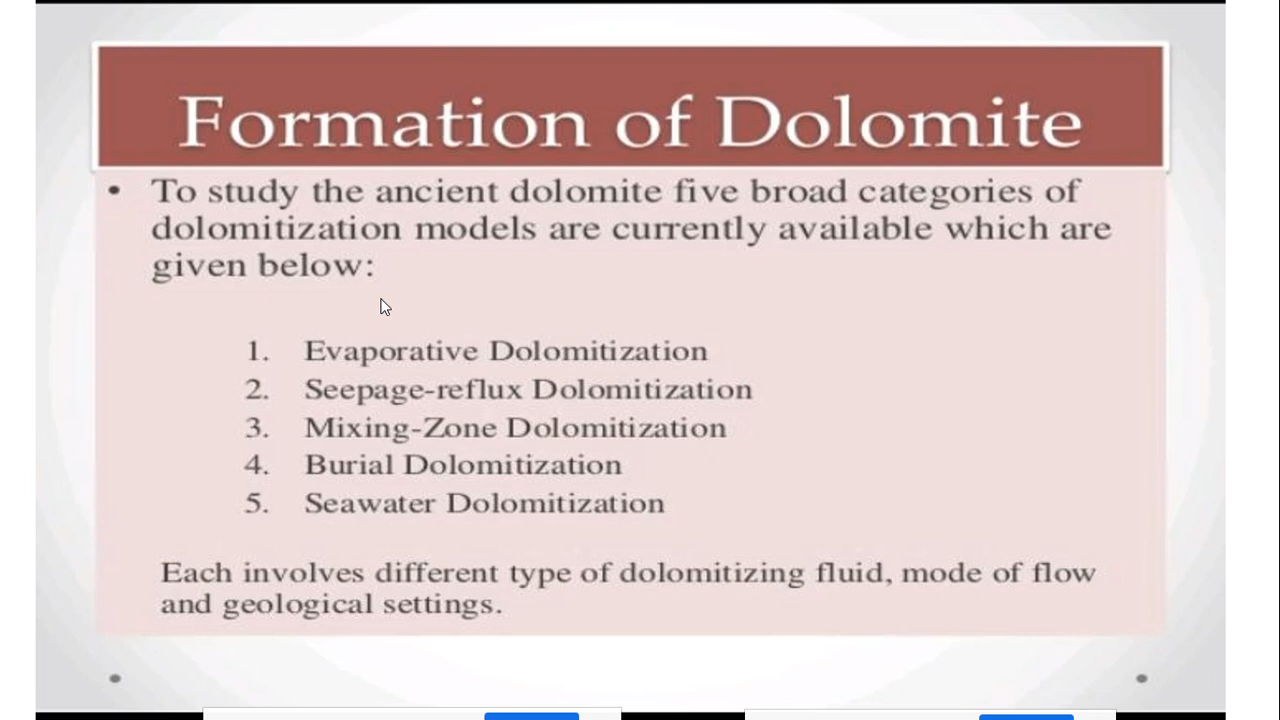 Formation of Dolomite
• To study the ancient dolomite five broad categories of
dolomitization models are currently available which are
given below:
1. Evaporative Dolomitization
2. Seepage-reflux Dolomitization
3. Mixing-Zone Dolomitization
4. Burial Dolomitization
5. Seawater Dolomitization
Each involves different type of dolomitizing fluid, mode of flow
and geological settings.